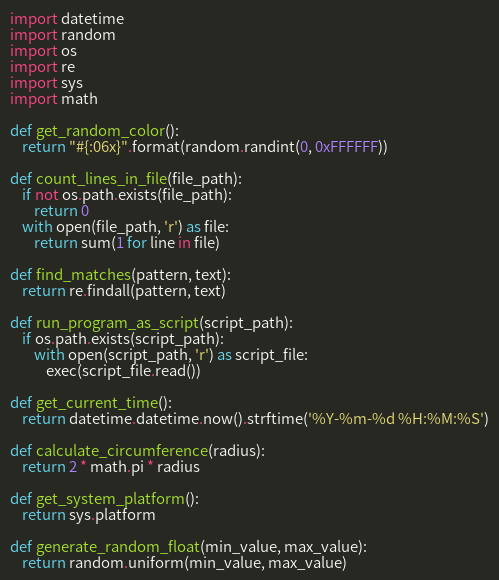 import datetime
import random
import os
import re
import sys
import math

def get_random_color():
    return "#{:06x}".format(random.randint(0, 0xFFFFFF))

def count_lines_in_file(file_path):
    if not os.path.exists(file_path):
        return 0
    with open(file_path, 'r') as file:
        return sum(1 for line in file)

def find_matches(pattern, text):
    return re.findall(pattern, text)

def run_program_as_script(script_path):
    if os.path.exists(script_path):
        with open(script_path, 'r') as script_file:
            exec(script_file.read())

def get_current_time():
    return datetime.datetime.now().strftime('%Y-%m-%d %H:%M:%S')

def calculate_circumference(radius):
    return 2 * math.pi * radius

def get_system_platform():
    return sys.platform

def generate_random_float(min_value, max_value):
    return random.uniform(min_value, max_value)